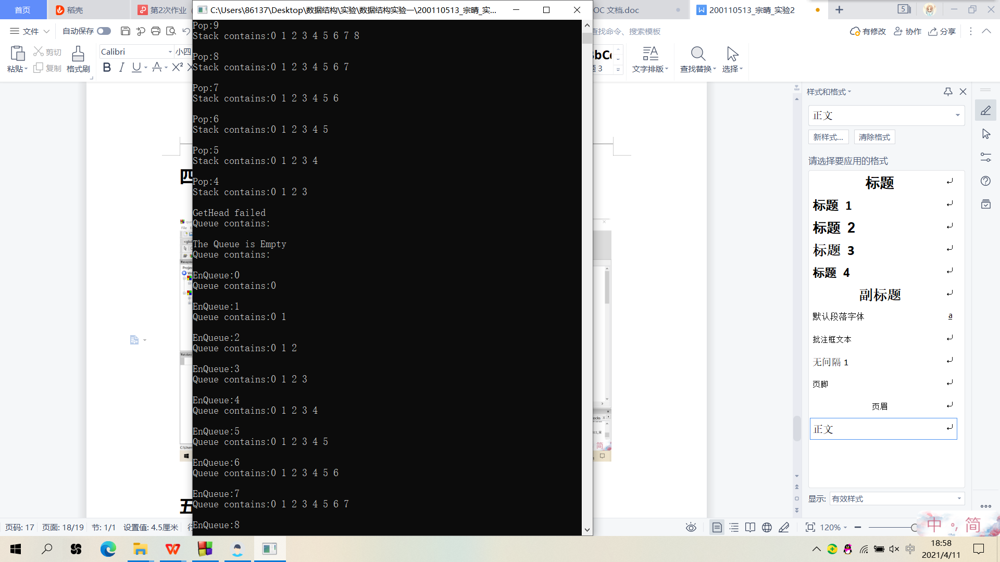 首页
稻壳
第2次作业
C:\Users\86137\Desktop\数据结构\实验\数据结构实验一\200110513_宗晴_实...
OC 文档.doc
200110513_宗晴_实验2
5
文件
自动保存
查找命令、搜索模板
有修改
协作
分享
粘贴
剪切
复制
格式刷
Calibri
小四
B I U A X²
bCc
题 3
文字排版
查找替换
选择
Pop:9
Stack contains:0 1 2 3 4 5 6 7 8
Pop:8
Stack contains:0 1 2 3 4 5 6 7
Pop:7
Stack contains:0 1 2 3 4 5 6
Pop:6
Stack contains:0 1 2 3 4 5
Pop:5
Stack contains:0 1 2 3 4
Pop:4
Stack contains:0 1 2 3
GetHead failed
Queue contains:
The Queue is Empty
Queue contains:
EnQueue:0
Queue contains:0
EnQueue:1
Queue contains:0 1
EnQueue:2
Queue contains:0 1 2
EnQueue:3
Queue contains:0 1 2 3
EnQueue:4
Queue contains:0 1 2 3 4
EnQueue:5
Queue contains:0 1 2 3 4 5
EnQueue:6
Queue contains:0 1 2 3 4 5 6
EnQueue:7
Queue contains:0 1 2 3 4 5 6 7
EnQueue:8
四
五
File
样式和格式
正文
新样式...
清除格式
请选择要应用的格式
标题
标题 1
标题 2
标题 3
标题 4
副标题
默认段落字体 a
批注框文本
无间隔 1
页脚
页眉
正文
显示:
有效样式
页码: 17
页面: 18/19
节: 1/1
设置值: 4.5厘米
120%
中
简
中
18:58
2021/4/11